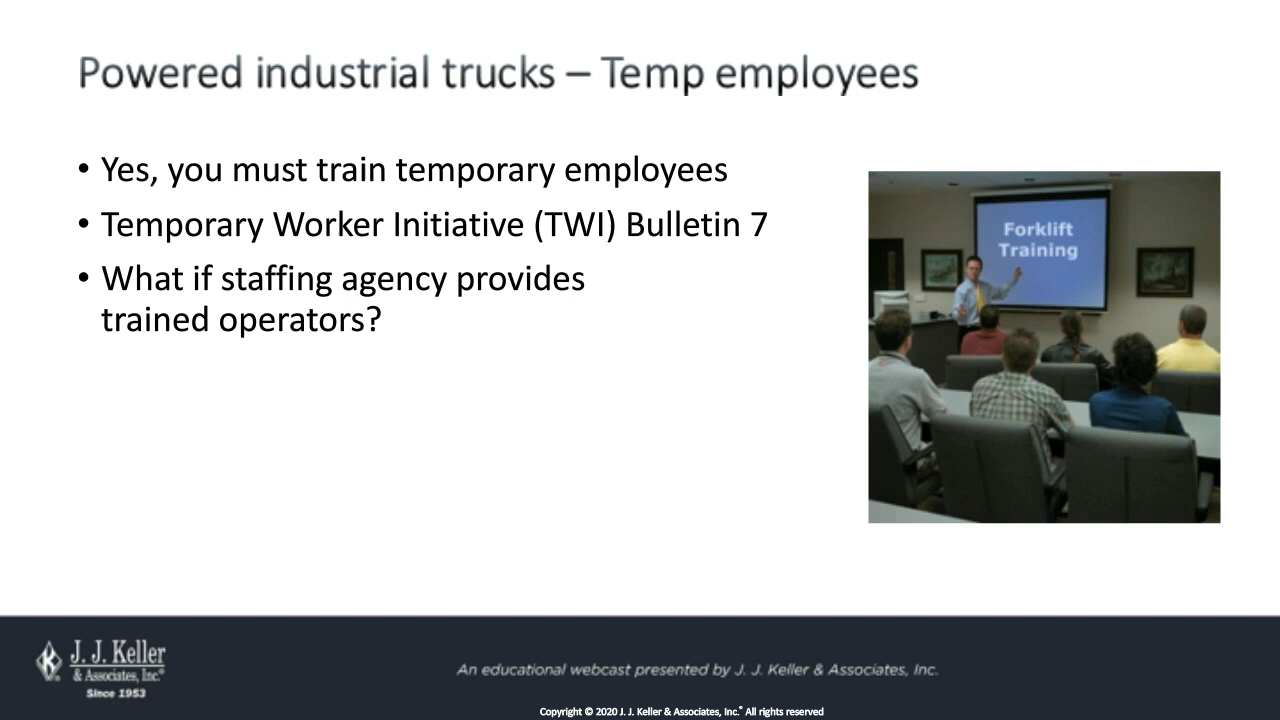 Powered industrial trucks – Temp employees
• Yes, you must train temporary employees
• Temporary Worker Initiative (TWI) Bulletin 7
• What if staffing agency provides
trained operators?
Forklift
Training
J. J. Keller
& Associates, Inc.®
Since 1953
An educational webcast presented by J. J. Keller & Associates, Inc.
Copyright © 2020 J. J. Keller & Associates, Inc.® All rights reserved